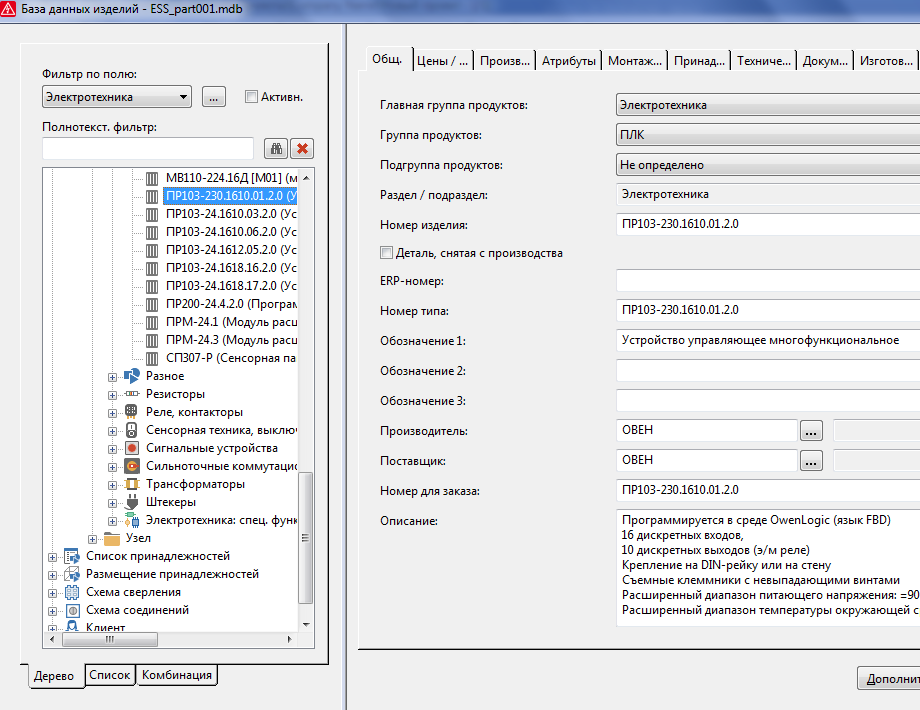 База данных изделий - ESS_part001.mdb
Фильтр по полю:
Электротехника
...
Активн.
Полнотекст. фильтр:
МВ110-224.16Д [M01] (м
ПР103-230.1610.01.2.0 (У
ПР103-24.1610.03.2.0 (Ус
ПР103-24.1610.06.2.0 (Ус
ПР103-24.1612.05.2.0 (Ус
ПР103-24.1618.16.2.0 (Ус
ПР103-24.1618.17.2.0 (Ус
ПР200-24.4.2.0 (Програм
ПРМ-24.1 (Модуль расш
ПРМ-24.3 (Модуль расш
СП307-Р (Сенсорная па
Разное
Резисторы
Реле, контакторы
Сенсорная техника, выключ
Сигнальные устройства
Сильноточные коммутацио
Трансформаторы
Штекеры
Электротехника: спец. функ
Узел
Список принадлежностей
Размещение принадлежностей
Схема сверления
Схема соединений
Клиент
Дерево
Список
Комбинация
Общ.
Цены / ...
Произв...
Атрибуты
Монтаж...
Принад...
Техниче...
Докум...
Изготов...
Главная группа продуктов:
Электротехника
Группа продуктов:
ПЛК
Подгруппа продуктов:
Не определено
Раздел / подраздел:
Электротехника
Номер изделия:
ПР103-230.1610.01.2.0
Деталь, снятая с производства
ERP-номер:
Номер типа:
ПР103-230.1610.01.2.0
Обозначение 1:
Устройство управляющее многофункциональное
Обозначение 2:
Обозначение 3:
Производитель:
ОВЕН
...
Поставщик:
ОВЕН
...
Номер для заказа:
ПР103-230.1610.01.2.0
Описание:
Программируется в среде OwenLogic (язык FBD)
16 дискретных входов,
10 дискретных выходов (э/м реле)
Крепление на DIN-рейку или на стену
Съемные клеммники с невыпадающими винтами
Расширенный диапазон питающего напряжения: =90
Расширенный диапазон температуры окружающей с
Дополнит